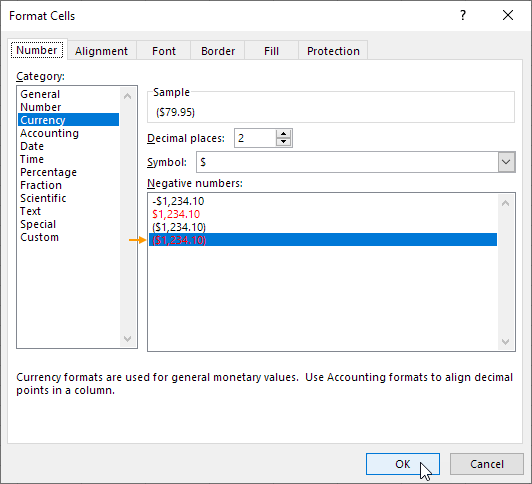 Format Cells
?
Number Alignment Font Border Fill Protection
Category:
General
Number
Currency
Accounting
Date
Time
Percentage
Fraction
Scientific
Text
Special
Custom
Sample
($79.95)
Decimal places: 2
Symbol: $
Negative numbers:
-$1,234.10
$1,234.10
($1,234.10)
($1,234.10)
Currency formats are used for general monetary values.  Use Accounting formats to align decimal
points in a column.
OK Cancel